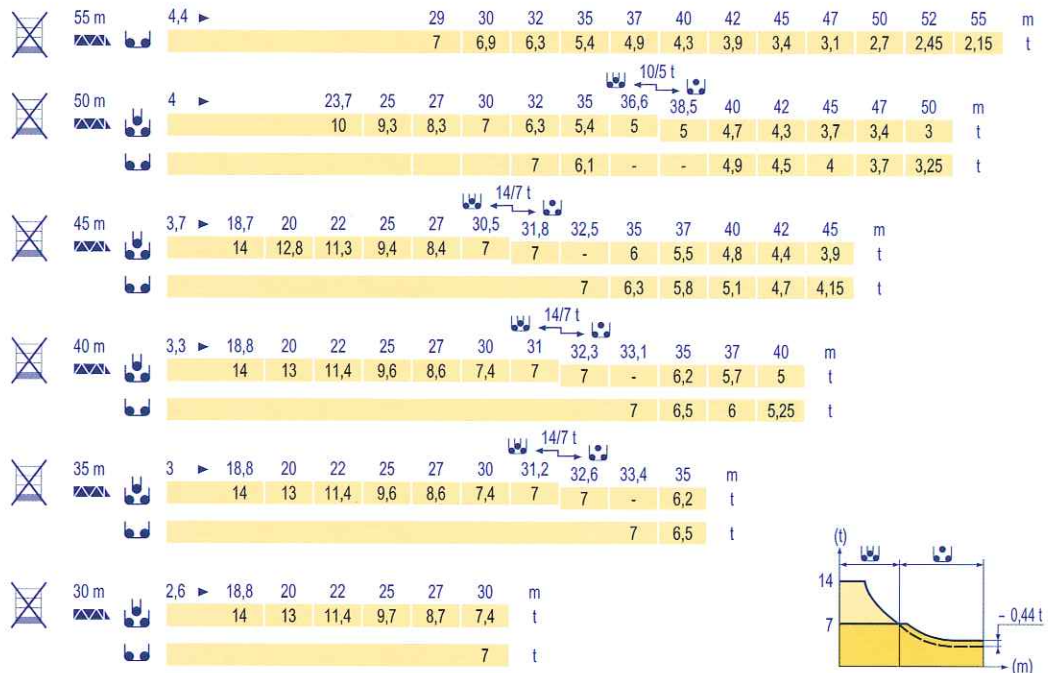 55 m 4,4 ► 29 30 32 35 37 40 42 45 47 50 52 55 m
7 6,9 6,3 5,4 4,9 4,3 3,9 3,4 3,1 2,7 2,45 2,15 t
10/5 t
50 m 4 ► 23,7 25 27 30 32 35 36,6 38,5 40 42 45 47 50 m
10 9,3 8,3 7 6,3 5,4 5 5 4,7 4,3 3,7 3,4 3 t
7 6,1 - - 4,9 4,5 4 3,7 3,25 t
14/7 t
45 m 3,7 ► 18,7 20 22 25 27 30,5 31,8 32,5 35 37 40 42 45 m
14 12,8 11,3 9,4 8,4 7 7 - 6 5,5 4,8 4,4 3,9 t
7 6,3 5,8 5,1 4,7 4,15 t
14/7 t
40 m 3,3 ► 18,8 20 22 25 27 30 31 32,3 33,1 35 37 40 m
14 13 11,4 9,6 8,6 7,4 7 7 - 6,2 5,7 5 t
7 6,5 6 5,25 t
14/7 t
35 m 3 ► 18,8 20 22 25 27 30 31,2 32,6 33,4 35 m
14 13 11,4 9,6 8,6 7,4 7 7 - 6,2 t
7 6,5 t
30 m 2,6 ► 18,8 20 22 25 27 30 m
14 13 11,4 9,7 8,7 7,4 t
7 t
(t)
14
7
- 0,44 t
(m)